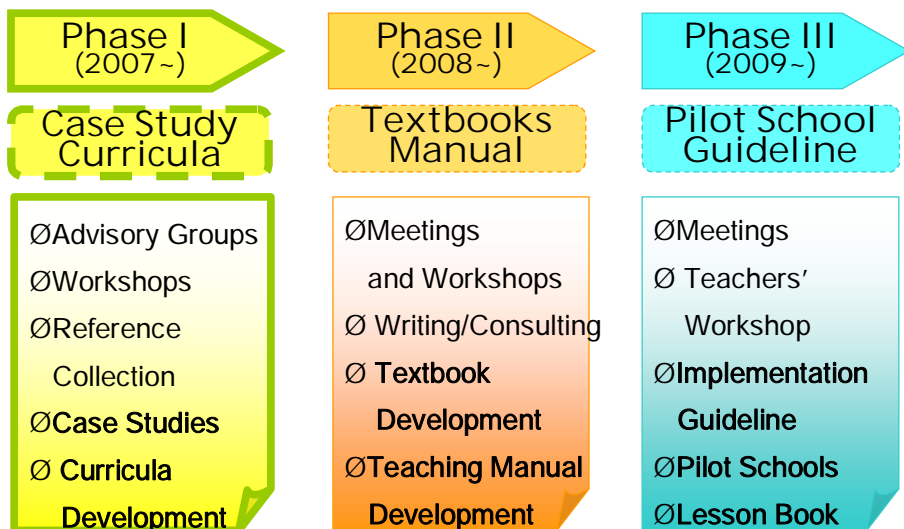 Phase I
(2007~)
Case Study
Curricula
ØAdvisory Groups
ØWorkshops
ØReference
Collection
ØCase Studies
Ø Curricula
Development
Phase II
(2008~)
Textbooks
Manual
ØMeetings
and Workshops
Ø Writing/Consulting
Ø Textbook
Development
ØTeaching Manual
Development
Phase III
(2009~)
Pilot School
Guideline
ØMeetings
Ø Teachers’
Workshop
ØImplementation
Guideline
ØPilot Schools
ØLesson Book